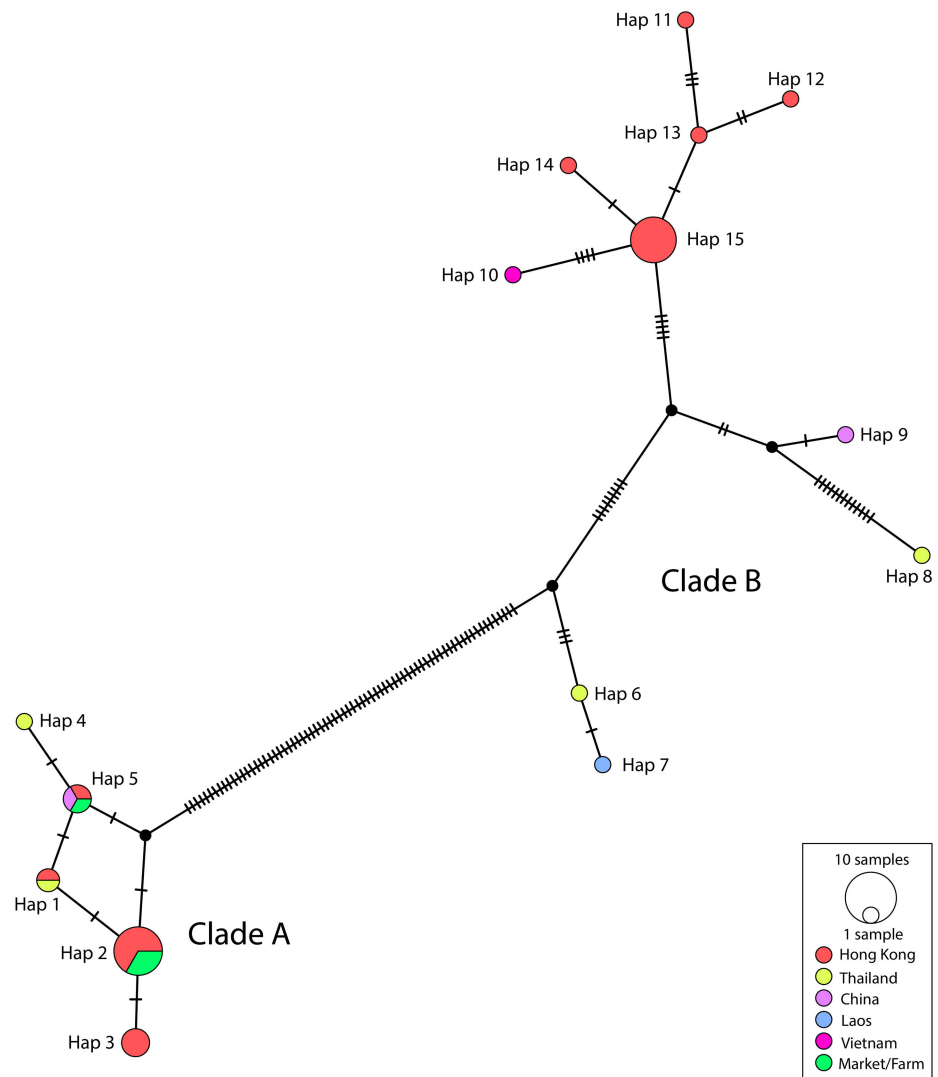 Hap 11
Hap 12
Hap 13
Hap 14
Hap 15
Hap 10
Hap 9
Hap 8
Clade B
Hap 6
Hap 4
Hap 7
Hap 5
Hap 1
Clade A
Hap 2
Hap 3
10 samples
1 sample
Hong Kong
Thailand
China
Laos
Vietnam
Market/Farm